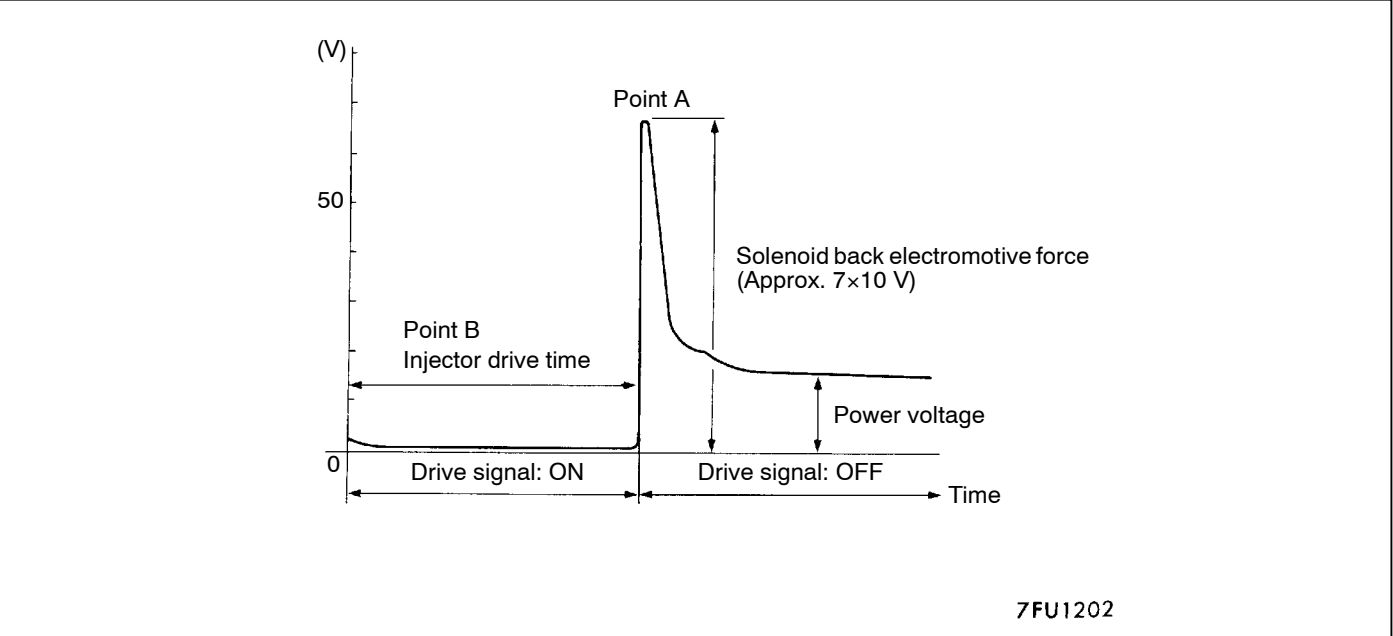 (V)
Point A
50
Solenoid back electromotive force
(Approx. 7×10 V)
Point B
Injector drive time
Power voltage
0
Drive signal: ON
Drive signal: OFF
Time
7FU1202